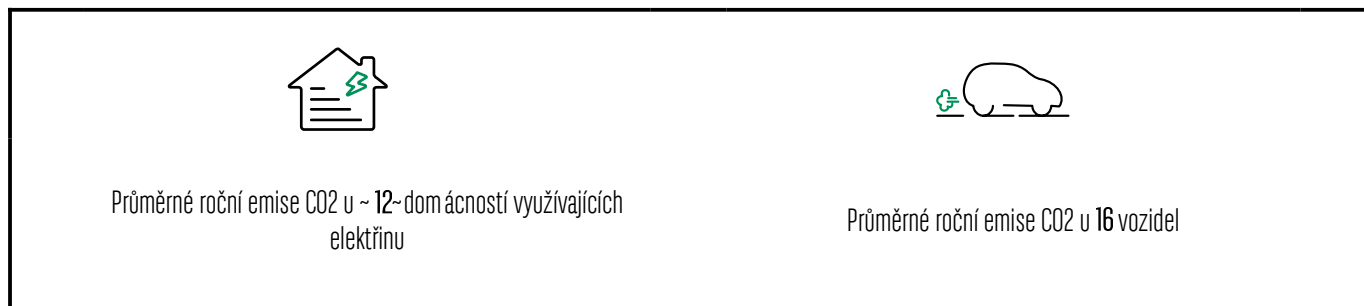 Průměrné roční emise CO2 u ~ 12~dom ácností využívajících
elektřinu
Průměrné roční emise CO2 u 16 vozidel